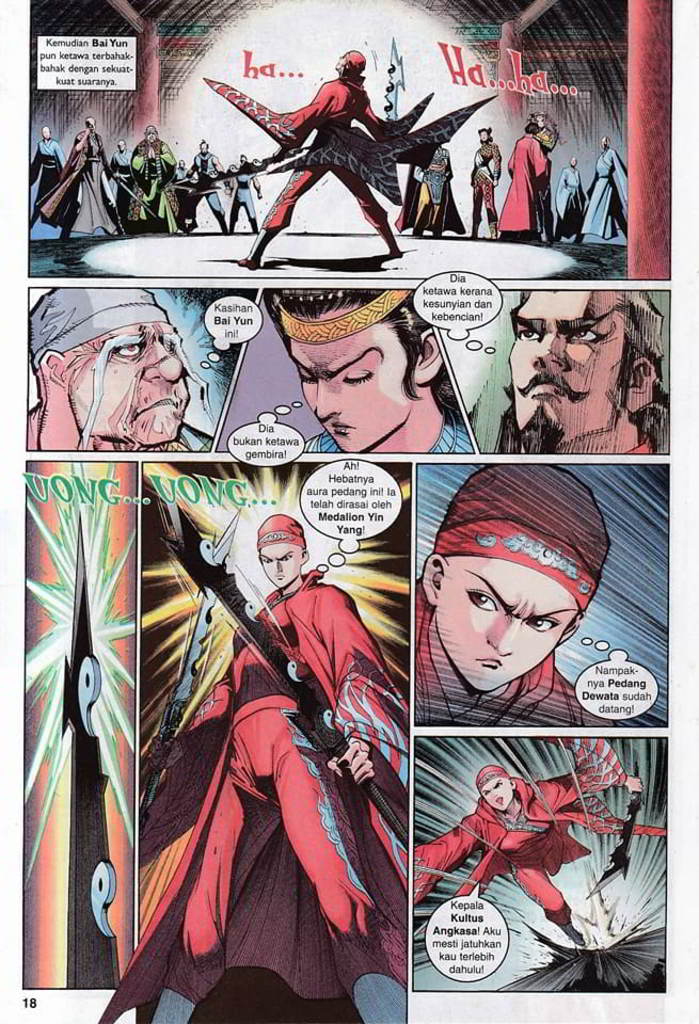 Kemudian Bai Yun
pun ketawa terbahak-
bahak dengan sekuat-
kuat suaranya.
ha...
Ha...ha...
Kasihan
Bai Yun
ini!
Dia
bukan ketawa
gembira!
Dia
ketawa kerana
kesunyian dan
kebencian!
UONG...UONG...
Ah!
Hebatnya
aura pedang ini! Ia
telah dirasai oleh
Medalion Yin
Yang!
Nampak-
nya Pedang
Dewata sudah
datang!
Kepala
Kultus
Angkasa! Aku
mesti jatuhkan
kau terlebih
dahulu!
18